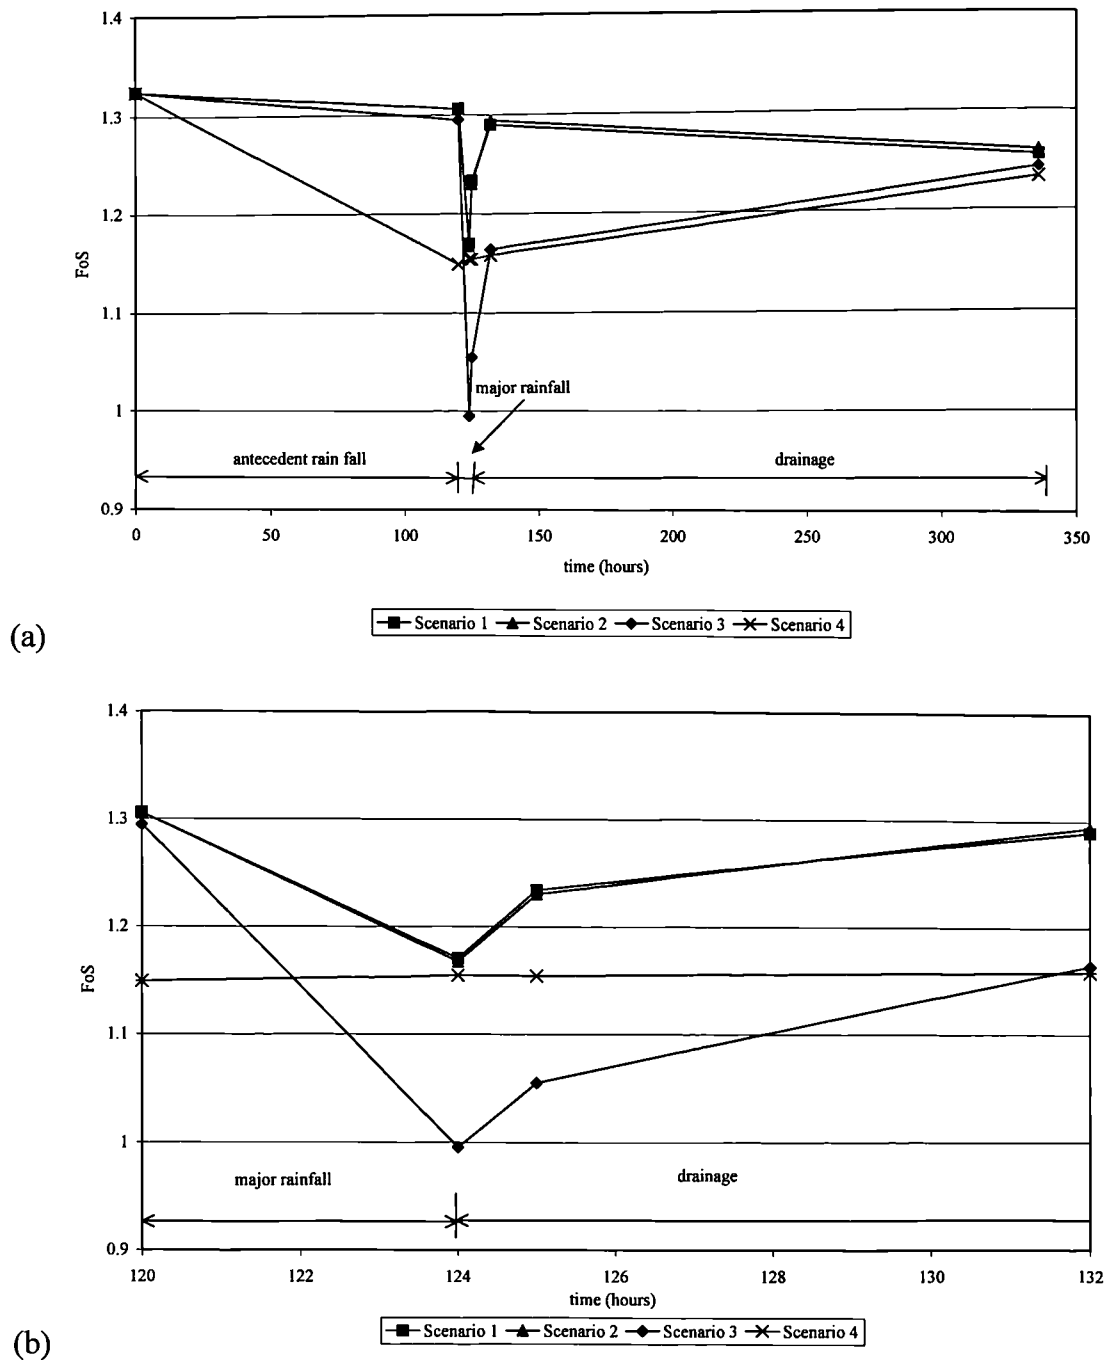 1.4
1.3
1.2
1.1
1
0.9
FoS
major rainfall
antecedent rain fall
drainage
0 50 100 150 200 250 300 350
time (hours)
Scenario 1 Scenario 2 Scenario 3 Scenario 4
(a)
1.4
1.3
1.2
1.1
1
0.9
FoS
major rainfall
drainage
120 122 124 126 128 130 132
time (hours)
Scenario 1 Scenario 2 Scenario 3 Scenario 4
(b)